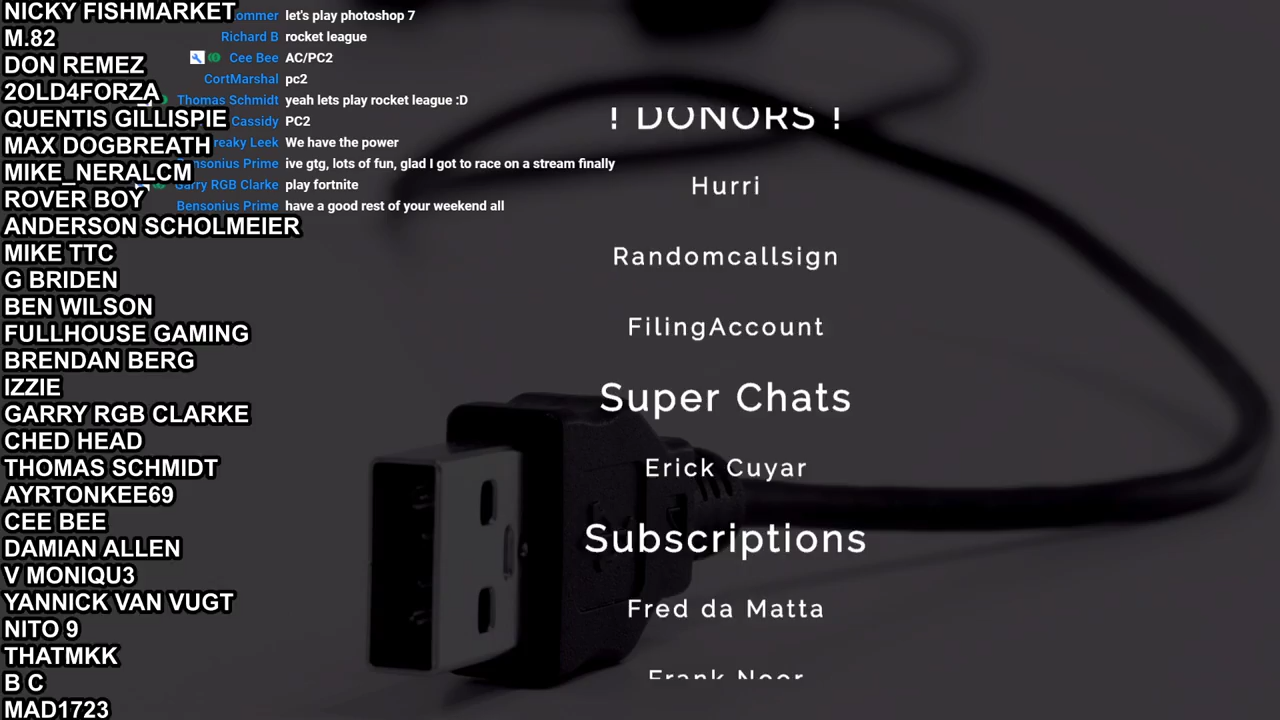 NICKY FISHMARKET
M.82
DON REMEZ
2OLD4FORZA
QUENTIS GILLISPIE
MAX DOGBREATH
MIKE_NERALCM
ROVER BOY
ANDERSON SCHOLMEIER
MIKE TTC
G BRIDEN
BEN WILSON
FULLHOUSE GAMING
BRENDAN BERG
IZZIE
GARRY RGB CLARKE
CHED HEAD
THOMAS SCHMIDT
AYRTONKEE69
CEE BEE
DAMIAN ALLEN
V MONIQU3
YANNICK VAN VUGT
NITO 9
THATMKK
B C
MAD1723
let's play photoshop 7
Richard B rocket league
Cee Bee AC/PC2
CortMarshal pc2
Thomas Schmidt yeah lets play rocket league :D
Cassidy PC2
Leek We have the power
Bensonius Prime ive gtg, lots of fun, glad I got to race on a stream finally
Garry RGB Clarke play fortnite
Bensonius Prime have a good rest of your weekend all
! DONORS !
Hurri
Randomcallsign
FilingAccount
Super Chats
Erick Cuyar
Subscriptions
Fred da Matta
Frank Noor